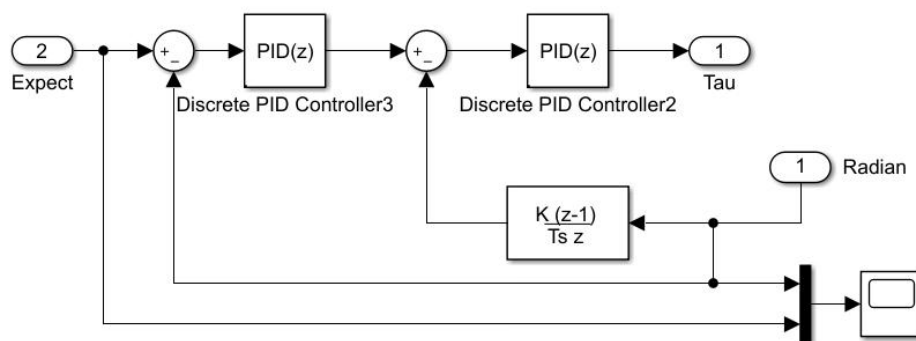 2
Expect
+
−
PID(z)
Discrete PID Controller3
+
−
PID(z)
Discrete PID Controller2
1
Tau
1
Radian
K (z-1)
Ts z